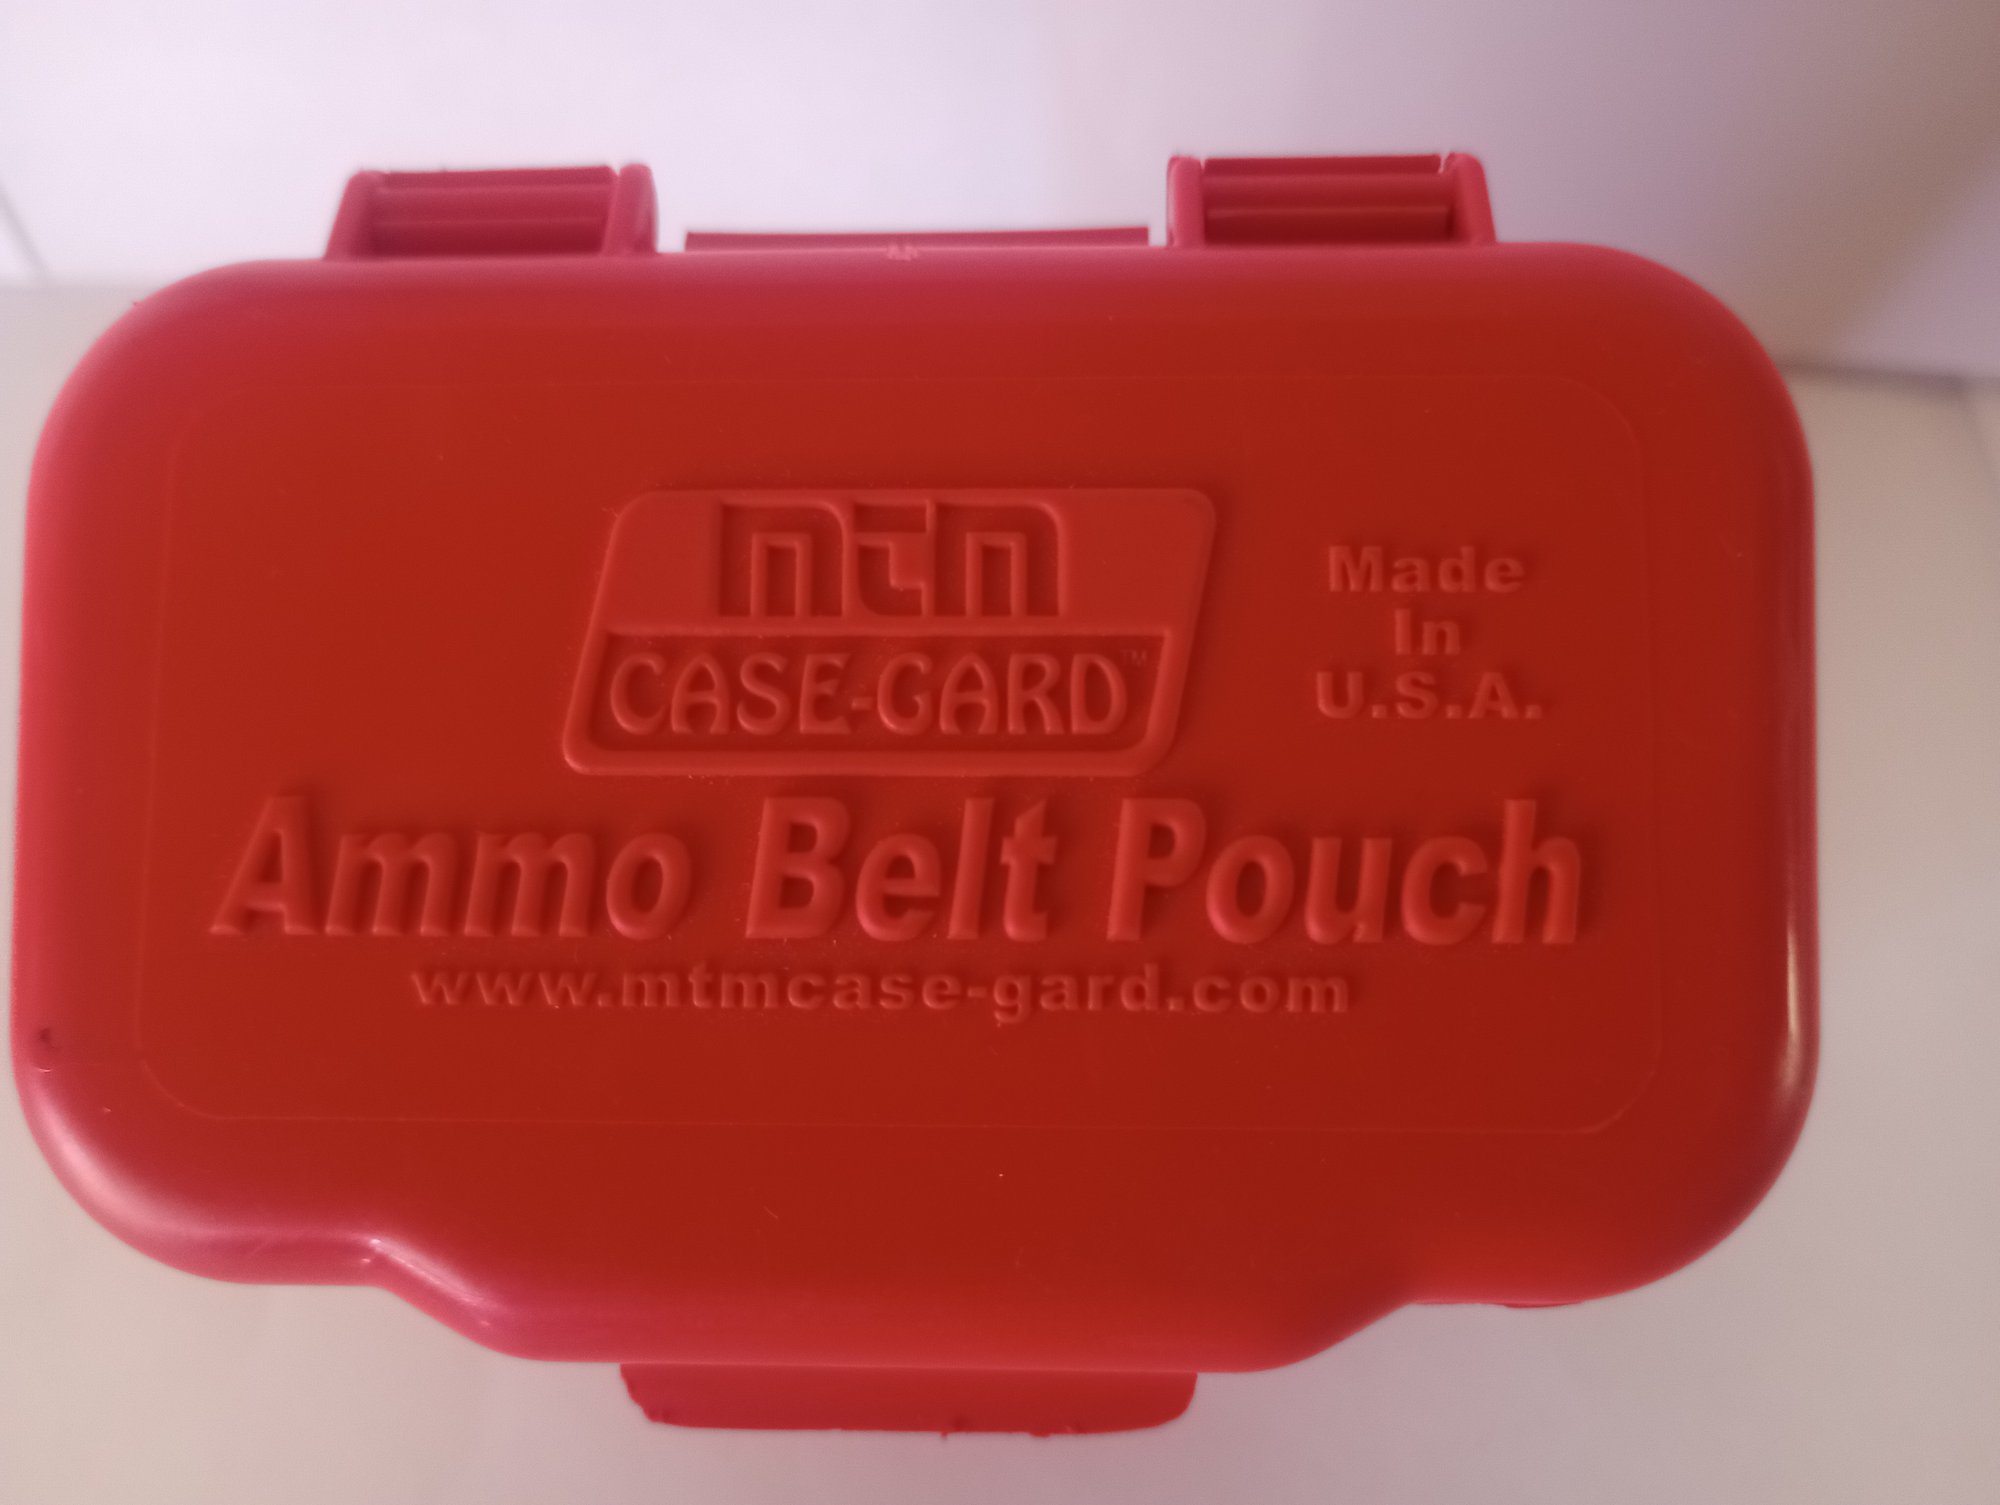 mtm
CASE-GARD™
Made
In
U.S.A.
Ammo Belt Pouch
www.mtmcase-gard.com